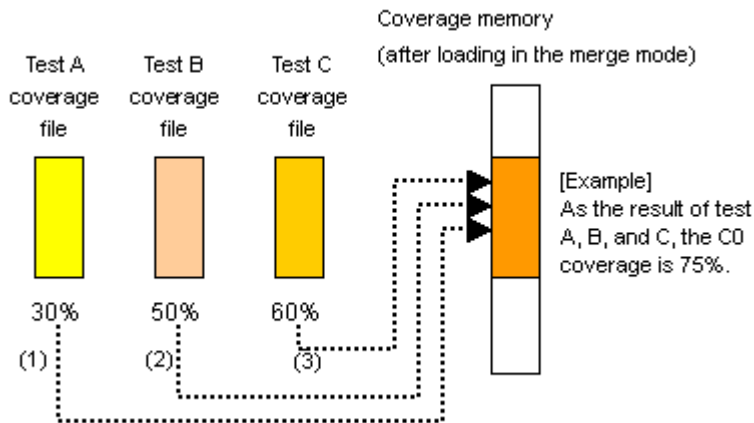 Coverage memory
(after loading in the merge mode)
Test A
coverage
file
Test B
coverage
file
Test C
coverage
file
[Example]
As the result of test
A, B, and C, the C0
coverage is 75%.
30%
50%
60%
(1)
(2)
(3)